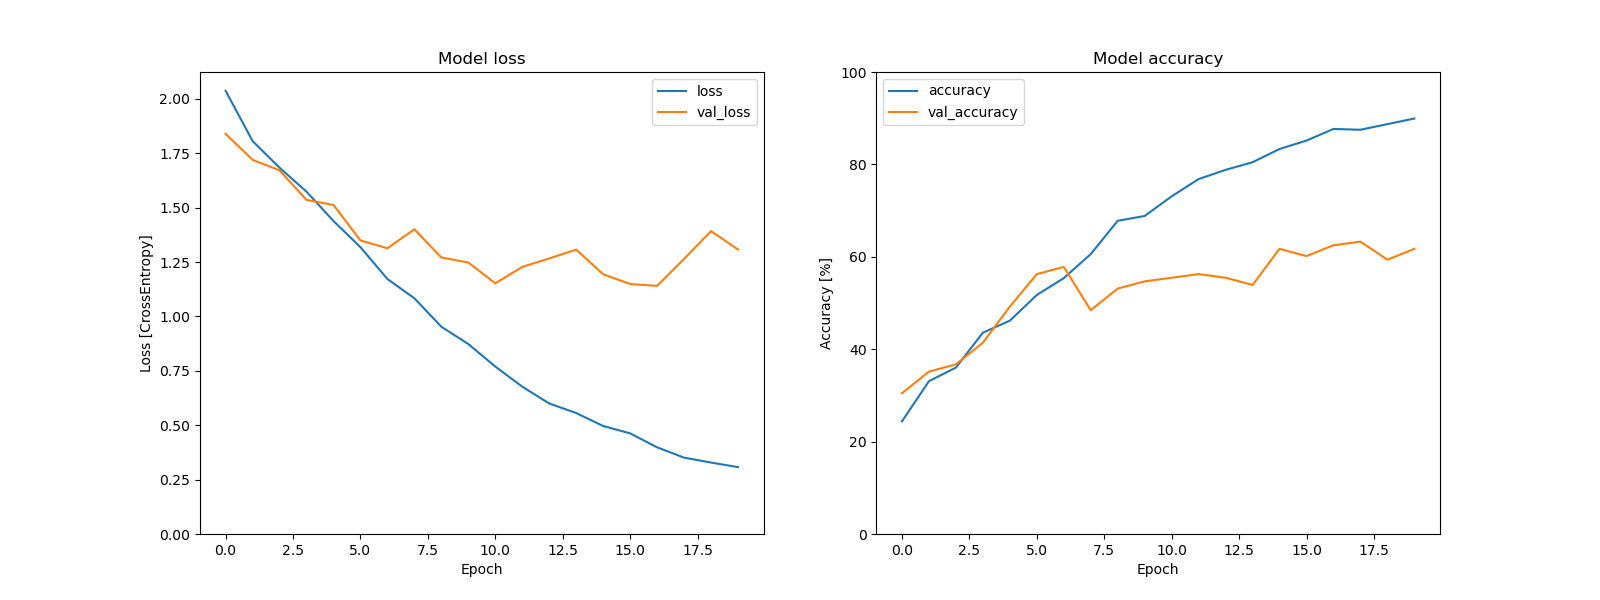 Model loss
loss
val_loss
2.00
1.75
1.50
1.25
1.00
0.75
0.50
0.25
0.00
Loss [CrossEntropy]
0.0 2.5 5.0 7.5 10.0 12.5 15.0 17.5
Epoch
Model accuracy
accuracy
val_accuracy
100
80
60
40
20
0
Accuracy [%]
0.0 2.5 5.0 7.5 10.0 12.5 15.0 17.5
Epoch